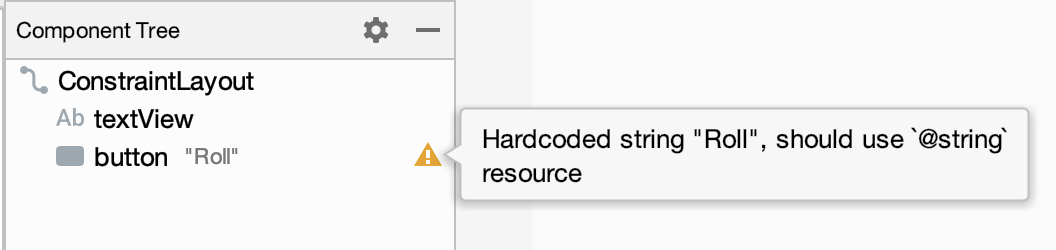 Component Tree
ConstraintLayout
Ab textView
button "Roll"
Hardcoded string "Roll", should use `@string`
resource